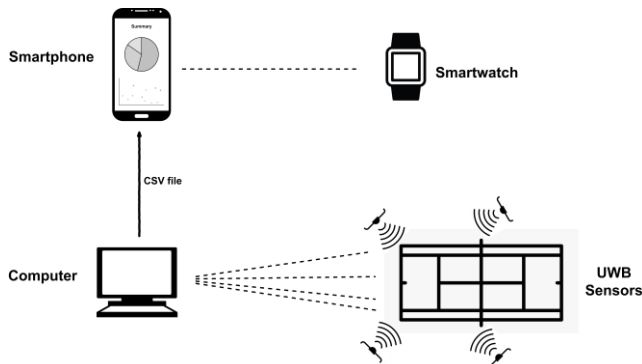 Summary
Smartphone
Smartwatch
CSV file
Computer
UWB
Sensors